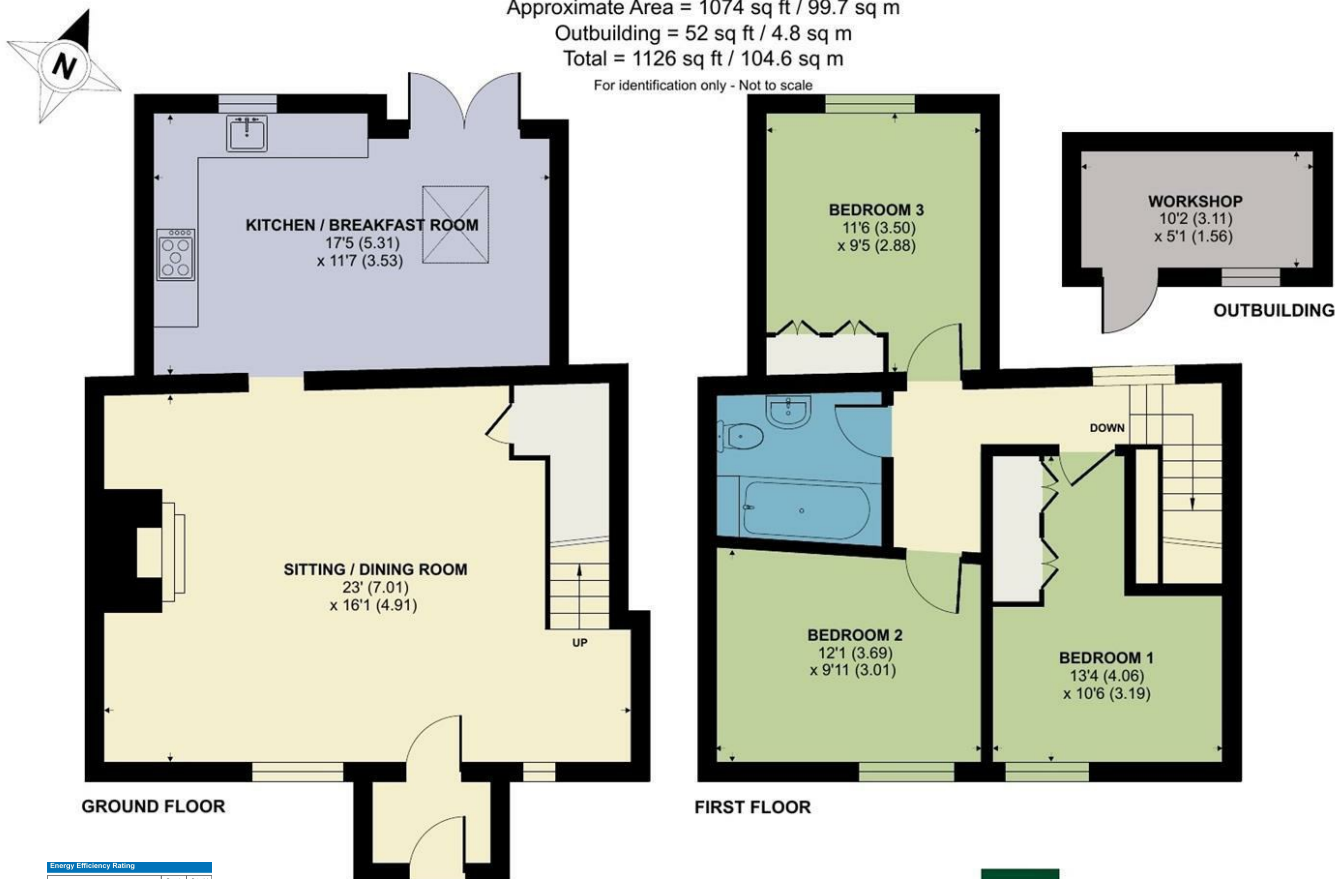 Approximate Area = 1074 sq ft / 99.7 sq m
Outbuilding = 52 sq ft / 4.8 sq m
Total = 1126 sq ft / 104.6 sq m
For identification only - Not to scale
N
KITCHEN / BREAKFAST ROOM
17'5 (5.31)
x 11'7 (3.53)
BEDROOM 3
11'6 (3.50)
x 9'5 (2.88)
WORKSHOP
10'2 (3.11)
x 5'1 (1.56)
OUTBUILDING
DOWN
SITTING / DINING ROOM
23' (7.01)
x 16'1 (4.91)
UP
BEDROOM 2
12'1 (3.69)
x 9'11 (3.01)
BEDROOM 1
13'4 (4.06)
x 10'6 (3.19)
GROUND FLOOR
FIRST FLOOR
Energy Efficiency Rating